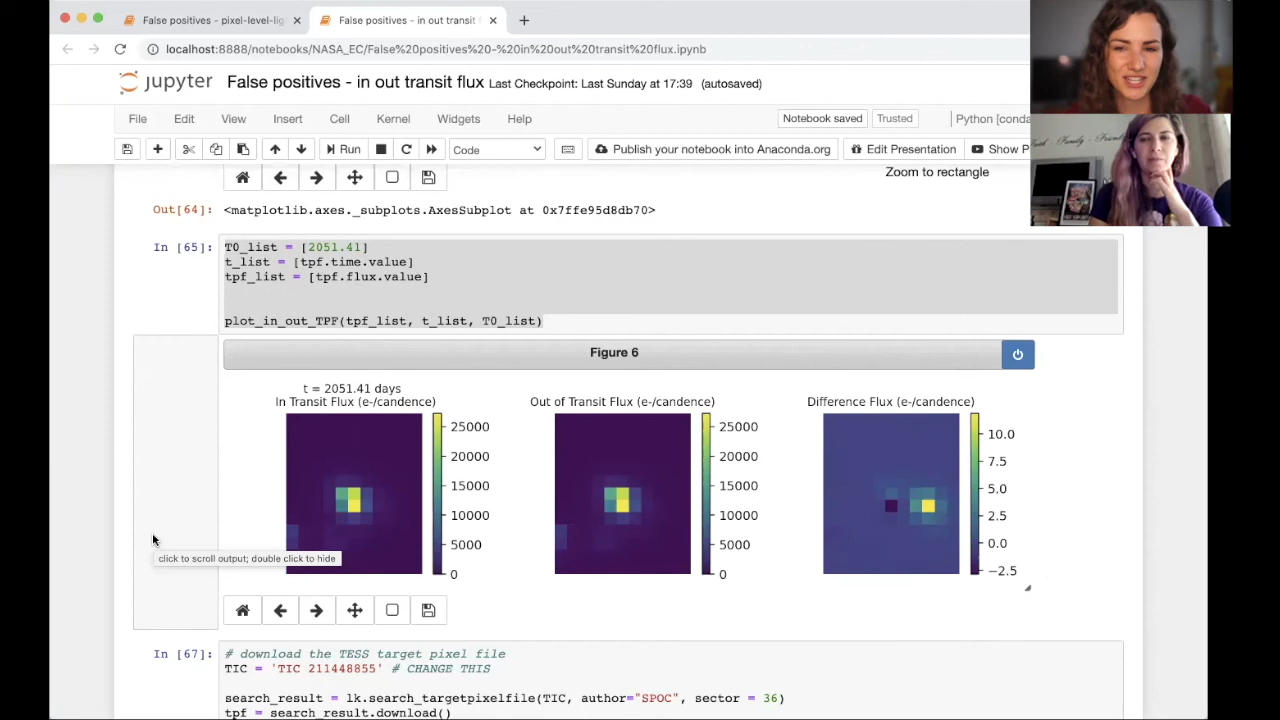 False positives - pixel-level-lig
False positives - in out transit f
localhost:8888/notebooks/NASA_EC/False%20positives%20-%20in%20out%20transit%20flux.ipynb
jupyter False positives - in out transit flux Last Checkpoint: Last Sunday at 17:39 (autosaved)
File Edit View Insert Cell Kernel Widgets Help Notebook saved Trusted Python [conda
Run Code Publish your notebook into Anaconda.org Edit Presentation Show P
Zoom to rectangle
Out[64]: <matplotlib.axes._subplots.AxesSubplot at 0x7ffe95d8db70>
In [65]: T0_list = [2051.41]
t_list = [tpf.time.value]
tpf_list = [tpf.flux.value]
plot_in_out_TPF(tpf_list, t_list, T0_list)
Figure 6
t = 2051.41 days
In Transit Flux (e-/candence) Out of Transit Flux (e-/candence) Difference Flux (e-/candence)
25000 25000 10.0
20000 20000 7.5
15000 15000 5.0
10000 10000 2.5
5000 5000 0.0
0 0 −2.5
click to scroll output; double click to hide
In [67]: # download the TESS target pixel file
TIC = 'TIC 211448855' # CHANGE THIS
search_result = lk.search_targetpixelfile(TIC, author="SPOC", sector = 36)
tpf = search_result.download()